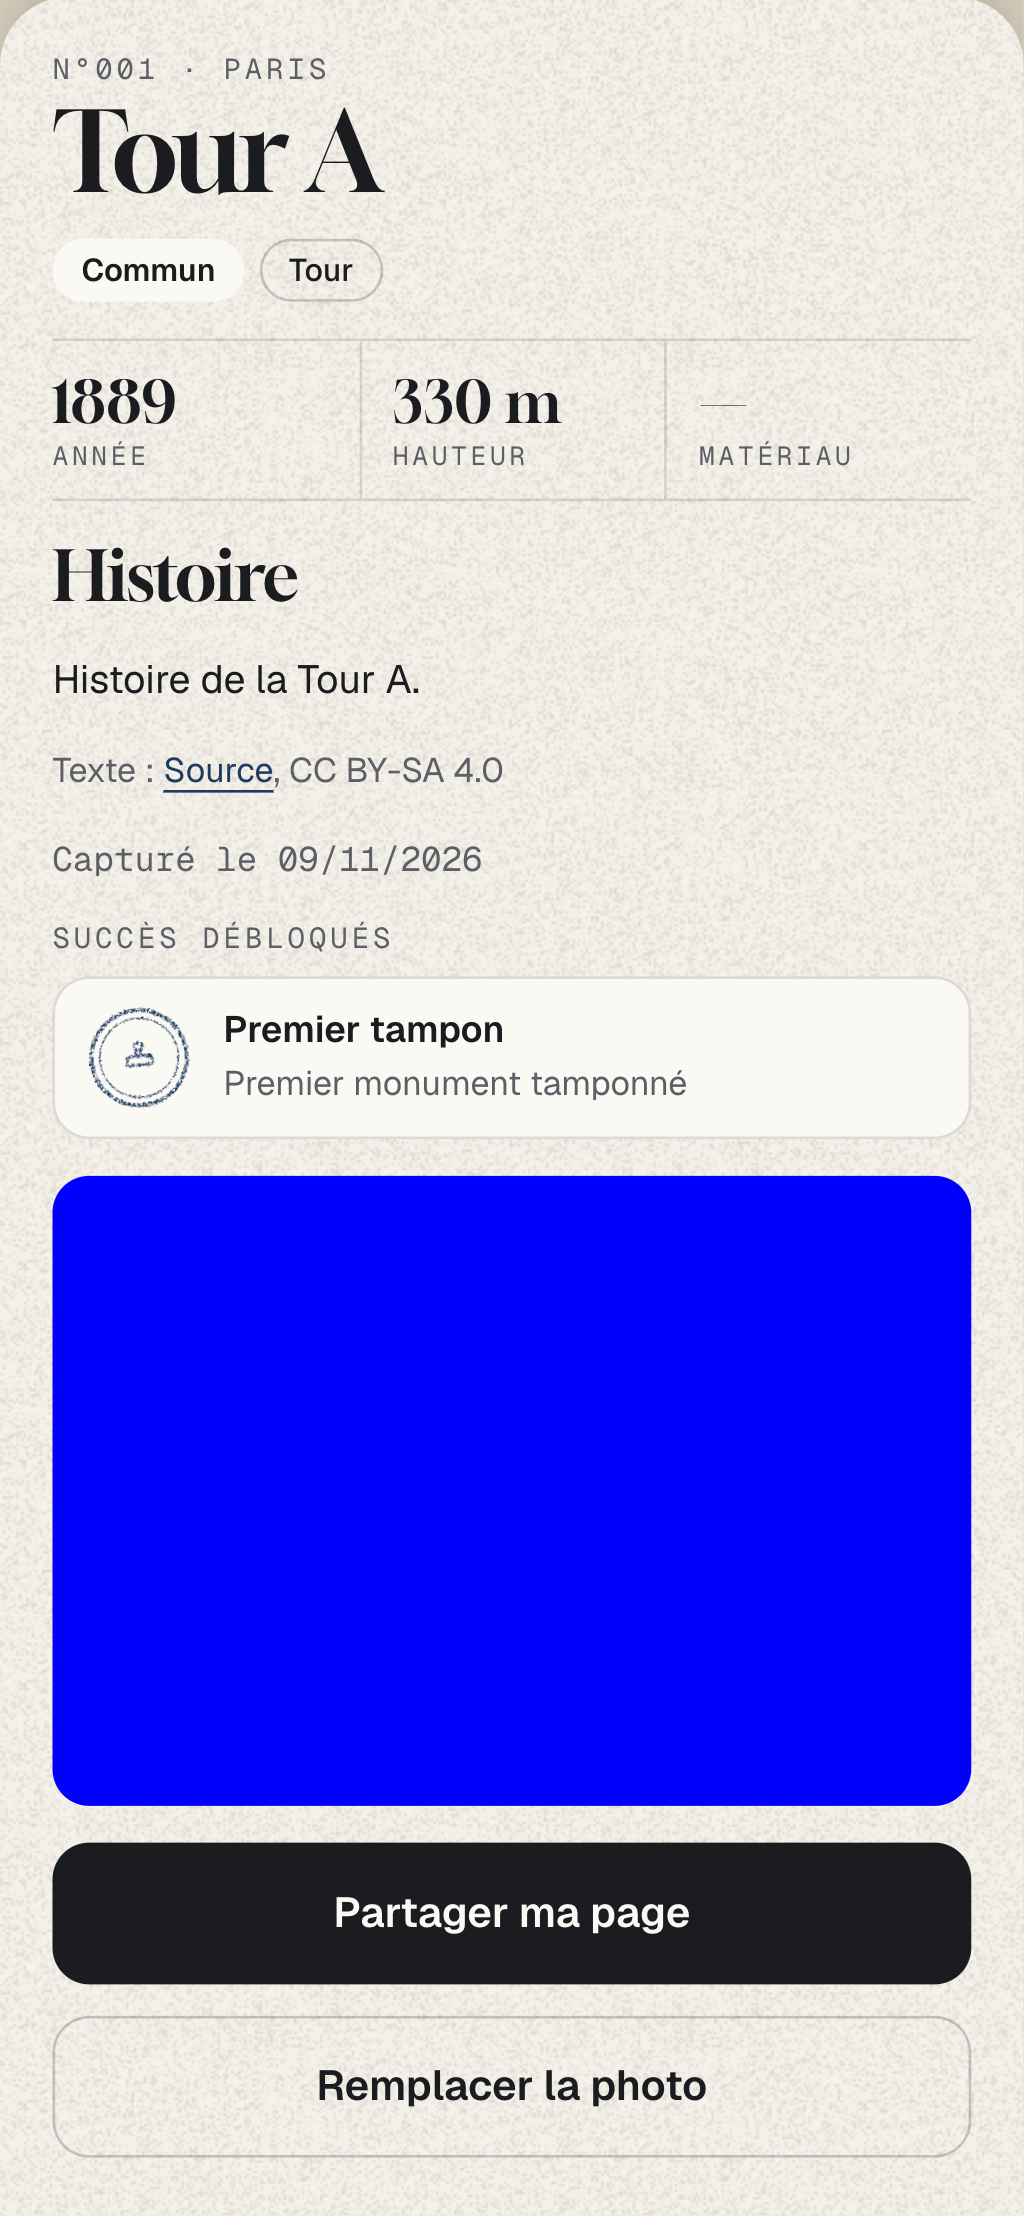 N°001 · PARIS
Tour A
Commun
Tour
1889
330 m
—
ANNÉE
HAUTEUR
MATÉRIAU
Histoire
Histoire de la Tour A.
Texte : Source, CC BY-SA 4.0
Capturé le 09/11/2026
SUCCÈS DÉBLOQUÉS
Premier tampon
Premier monument tamponné
Partager ma page
Remplacer la photo